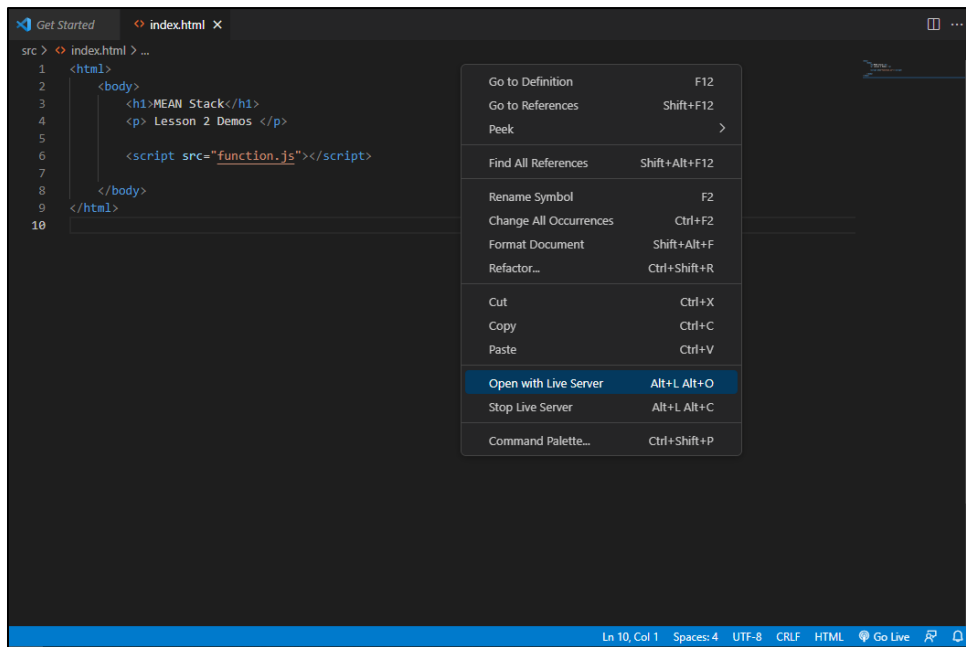 Get Started index.html
src > index.html > ...
1 <html>
2 <body>
3 <h1>MEAN Stack</h1>
4 <p> Lesson 2 Demos </p>
5
6 <script src="function.js"></script>
7
8 </body>
9 </html>
10
Go to Definition F12
Go to References Shift+F12
Peek
Find All References Shift+Alt+F12
Rename Symbol F2
Change All Occurrences Ctrl+F2
Format Document Shift+Alt+F
Refactor... Ctrl+Shift+R
Cut Ctrl+X
Copy Ctrl+C
Paste Ctrl+V
Open with Live Server Alt+L Alt+O
Stop Live Server Alt+L Alt+C
Command Palette... Ctrl+Shift+P
Ln 10, Col 1 Spaces: 4 UTF-8 CRLF HTML Go Live